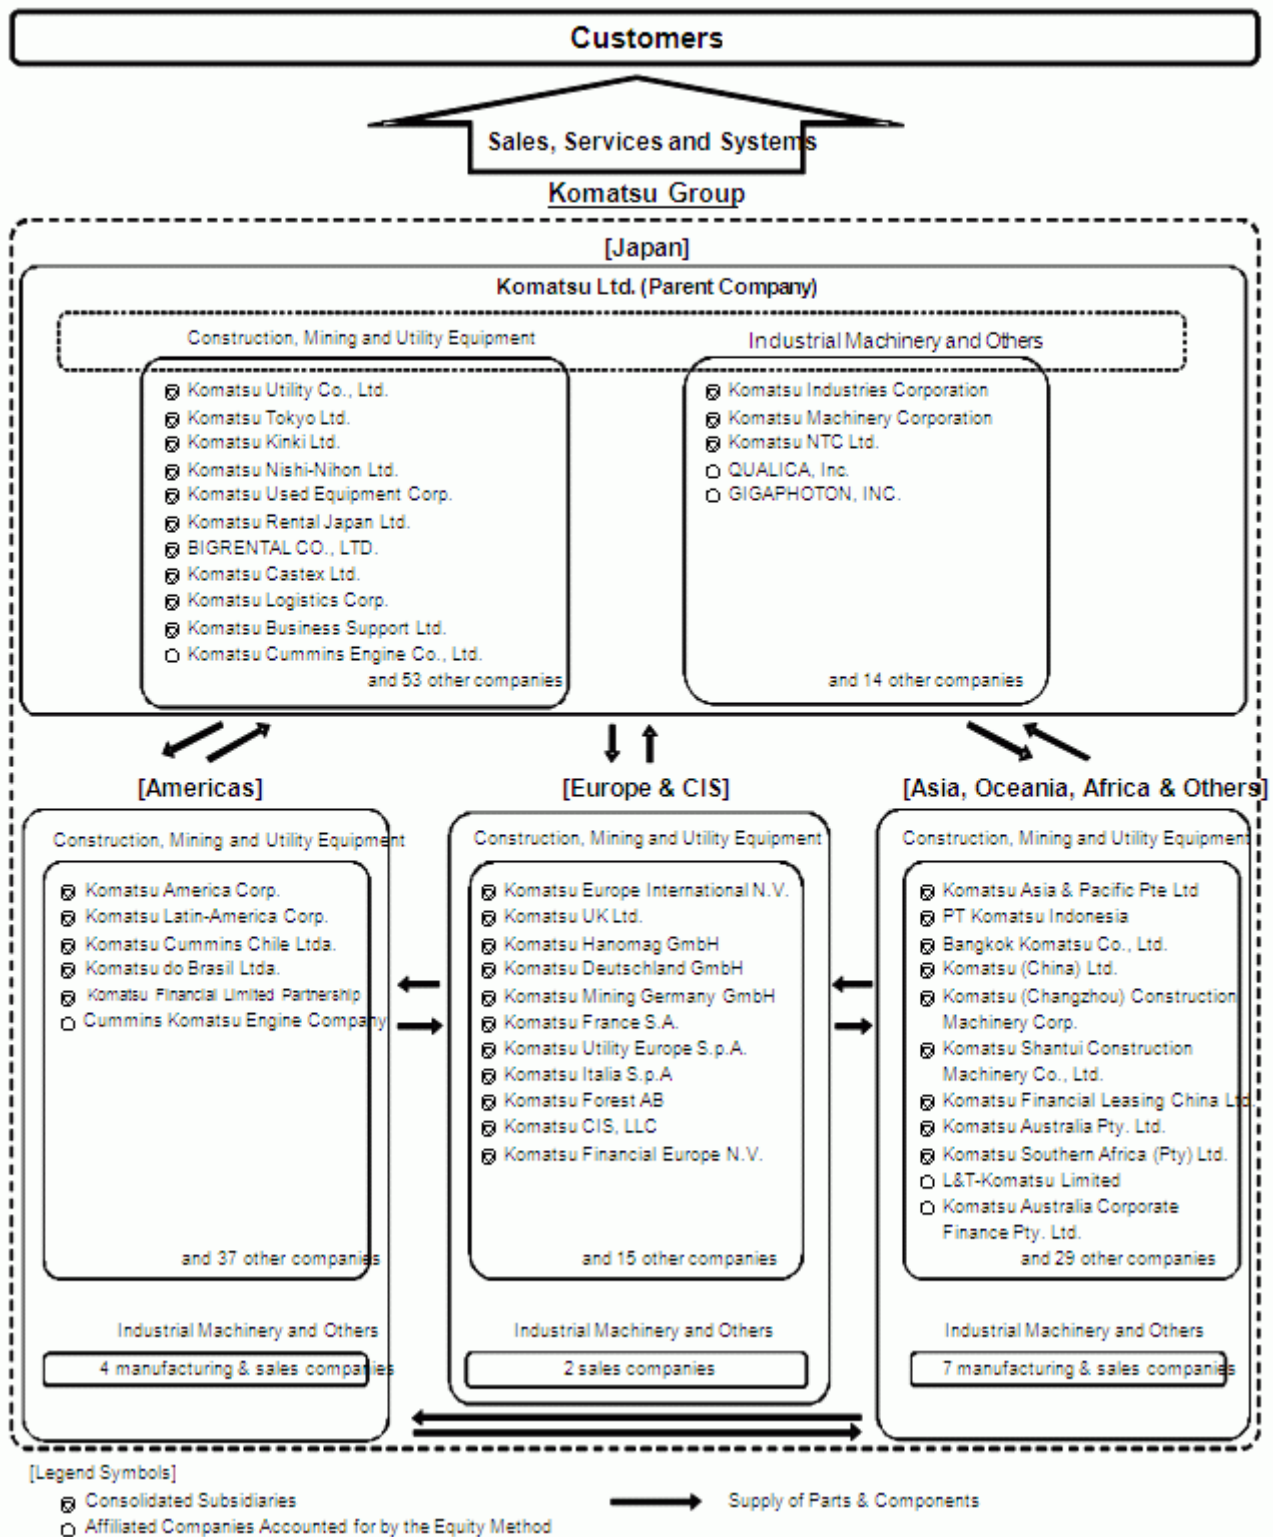 Customers
Sales, Services and Systems
Komatsu Group
[Japan]
Komatsu Ltd. (Parent Company)
Construction, Mining and Utility Equipment
Komatsu Utility Co., Ltd.
Komatsu Tokyo Ltd.
Komatsu Kinki Ltd.
Komatsu Nishi-Nihon Ltd.
Komatsu Used Equipment Corp.
Komatsu Rental Japan Ltd.
BIGRENTAL CO., LTD.
Komatsu Castex Ltd.
Komatsu Logistics Corp.
Komatsu Business Support Ltd.
Komatsu Cummins Engine Co., Ltd.
and 53 other companies
Industrial Machinery and Others
Komatsu Industries Corporation
Komatsu Machinery Corporation
Komatsu NTC Ltd.
QUALICA, Inc.
GIGAPHOTON, INC.
and 14 other companies
[Americas]
Construction, Mining and Utility Equipment
Komatsu America Corp.
Komatsu Latin-America Corp.
Komatsu Cummins Chile Ltda.
Komatsu do Brasil Ltda.
Komatsu Financial Limited Partnership
Cummins Komatsu Engine Company
and 37 other companies
Industrial Machinery and Others
4 manufacturing & sales companies
[Europe & CIS]
Construction, Mining and Utility Equipment
Komatsu Europe International N.V.
Komatsu UK Ltd.
Komatsu Hanomag GmbH
Komatsu Deutschland GmbH
Komatsu Mining Germany GmbH
Komatsu France S.A.
Komatsu Utility Europe S.p.A.
Komatsu Italia S.p.A
Komatsu Forest AB
Komatsu CIS, LLC
Komatsu Financial Europe N.V.
and 15 other companies
Industrial Machinery and Others
2 sales companies
[Asia, Oceania, Africa & Others]
Construction, Mining and Utility Equipment
Komatsu Asia & Pacific Pte Ltd
PT Komatsu Indonesia
Bangkok Komatsu Co., Ltd.
Komatsu (China) Ltd.
Komatsu (Changzhou) Construction
Machinery Corp.
Komatsu Shantui Construction
Machinery Co., Ltd.
Komatsu Financial Leasing China Ltd.
Komatsu Australia Pty. Ltd.
Komatsu Southern Africa (Pty) Ltd.
L&T-Komatsu Limited
Komatsu Australia Corporate
Finance Pty. Ltd.
and 29 other companies
Industrial Machinery and Others
7 manufacturing & sales companies
[Legend Symbols]
Consolidated Subsidiaries
Supply of Parts & Components
Affiliated Companies Accounted for by the Equity Method